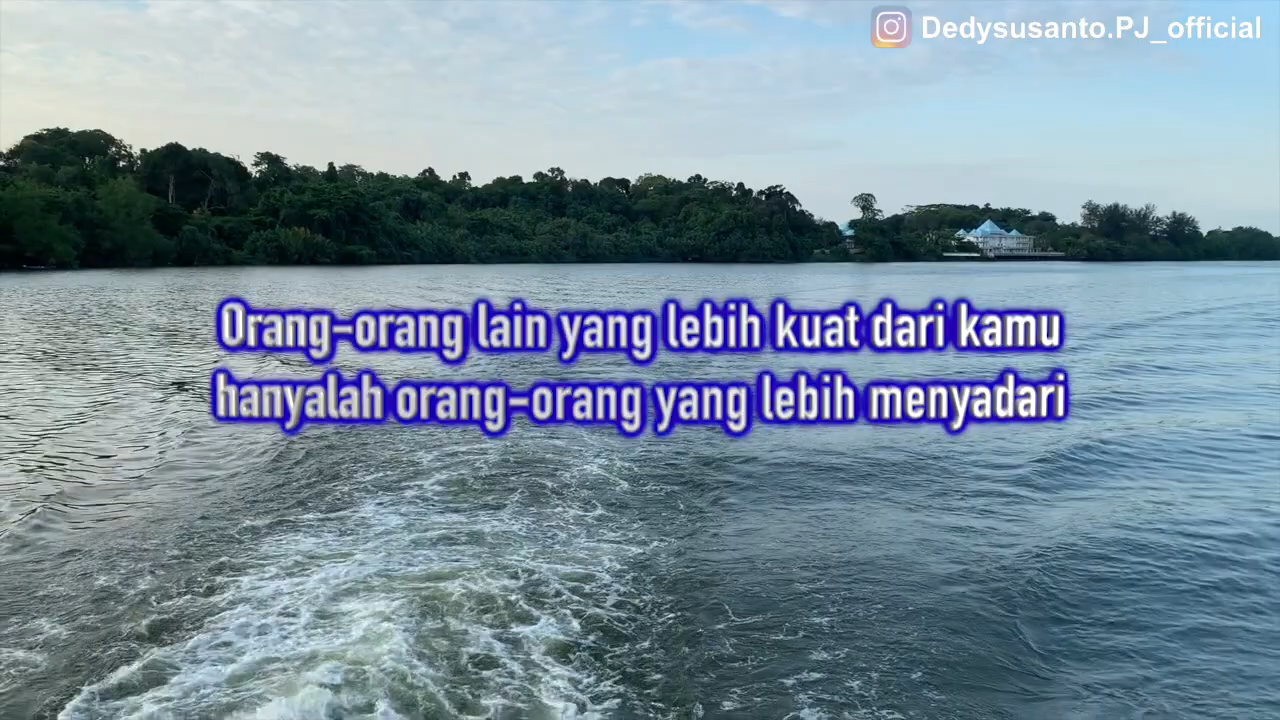 Dedysusanto.PJ_official
Orang-orang lain yang lebih kuat dari kamu
hanyalah orang-orang yang lebih menyadari